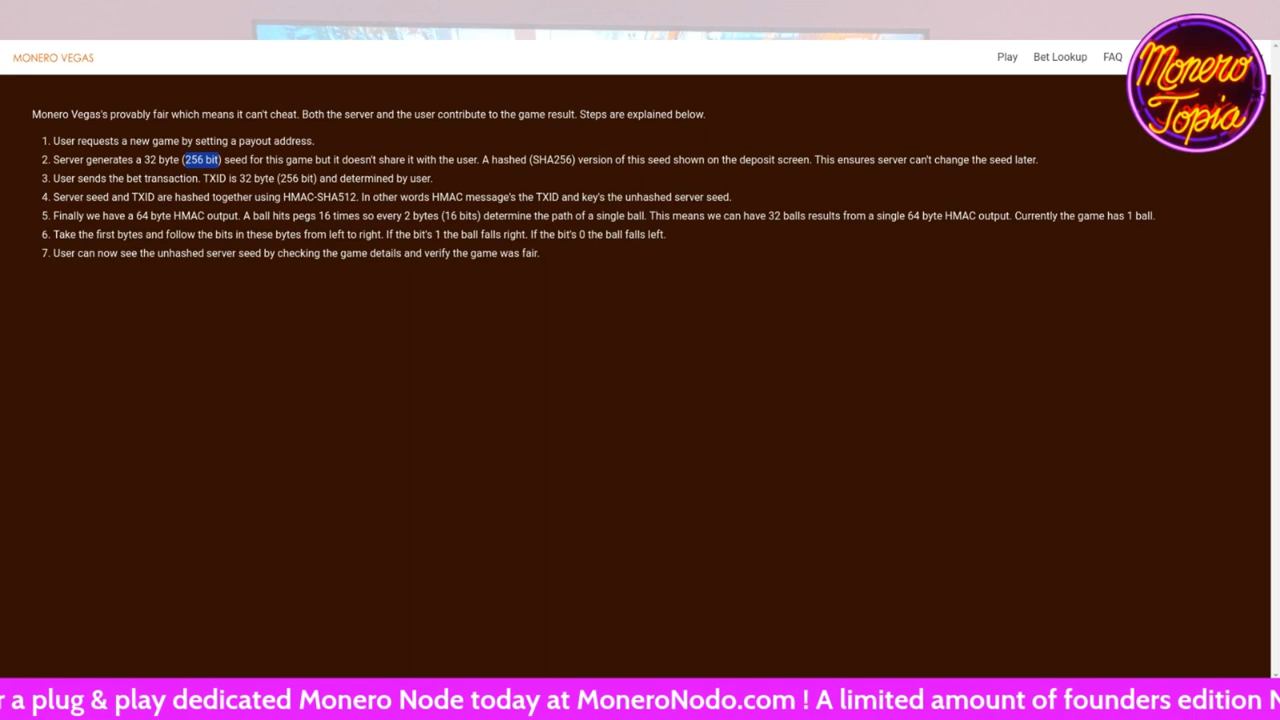 MONERO VEGAS
Play Bet Lookup FAQ
Monero Topia
Monero Vegas's provably fair which means it can't cheat. Both the server and the user contribute to the game result. Steps are explained below.
1. User requests a new game by setting a payout address.
2. Server generates a 32 byte (256 bit) seed for this game but it doesn't share it with the user. A hashed (SHA256) version of this seed shown on the deposit screen. This ensures server can't change the seed later.
3. User sends the bet transaction. TXID is 32 byte (256 bit) and determined by user.
4. Server seed and TXID are hashed together using HMAC-SHA512. In other words HMAC message's the TXID and key's the unhashed server seed.
5. Finally we have a 64 byte HMAC output. A ball hits pegs 16 times so every 2 bytes (16 bits) determine the path of a single ball. This means we can have 32 balls results from a single 64 byte HMAC output. Currently the game has 1 ball.
6. Take the first bytes and follow the bits in these bytes from left to right. If the bit's 1 the ball falls right. If the bit's 0 the ball falls left.
7. User can now see the unhashed server seed by checking the game details and verify the game was fair.
r a plug & play dedicated Monero Node today at MoneroNodo.com ! A limited amount of founders edition N